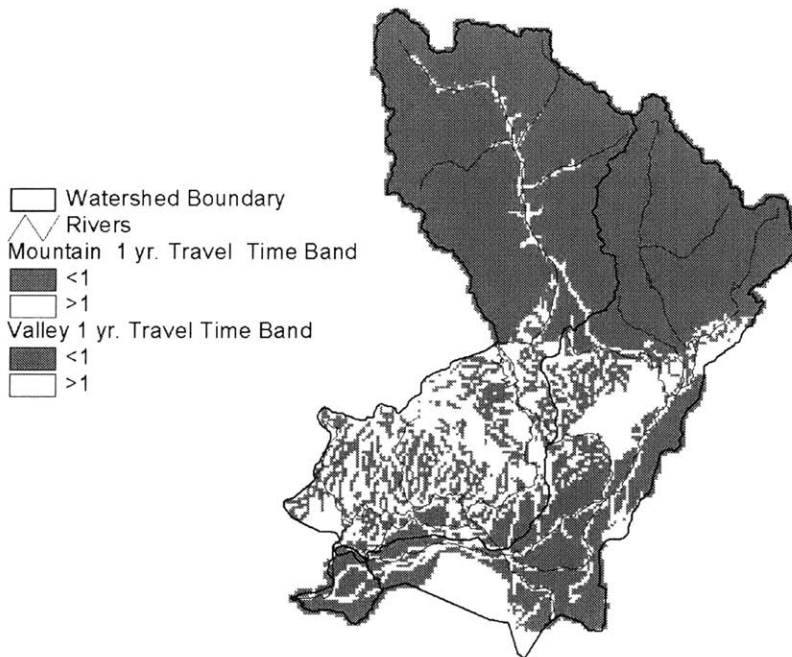 Watershed Boundary
Rivers
Mountain 1 yr. Travel Time Band
<1
>1
Valley 1 yr. Travel Time Band
<1
>1